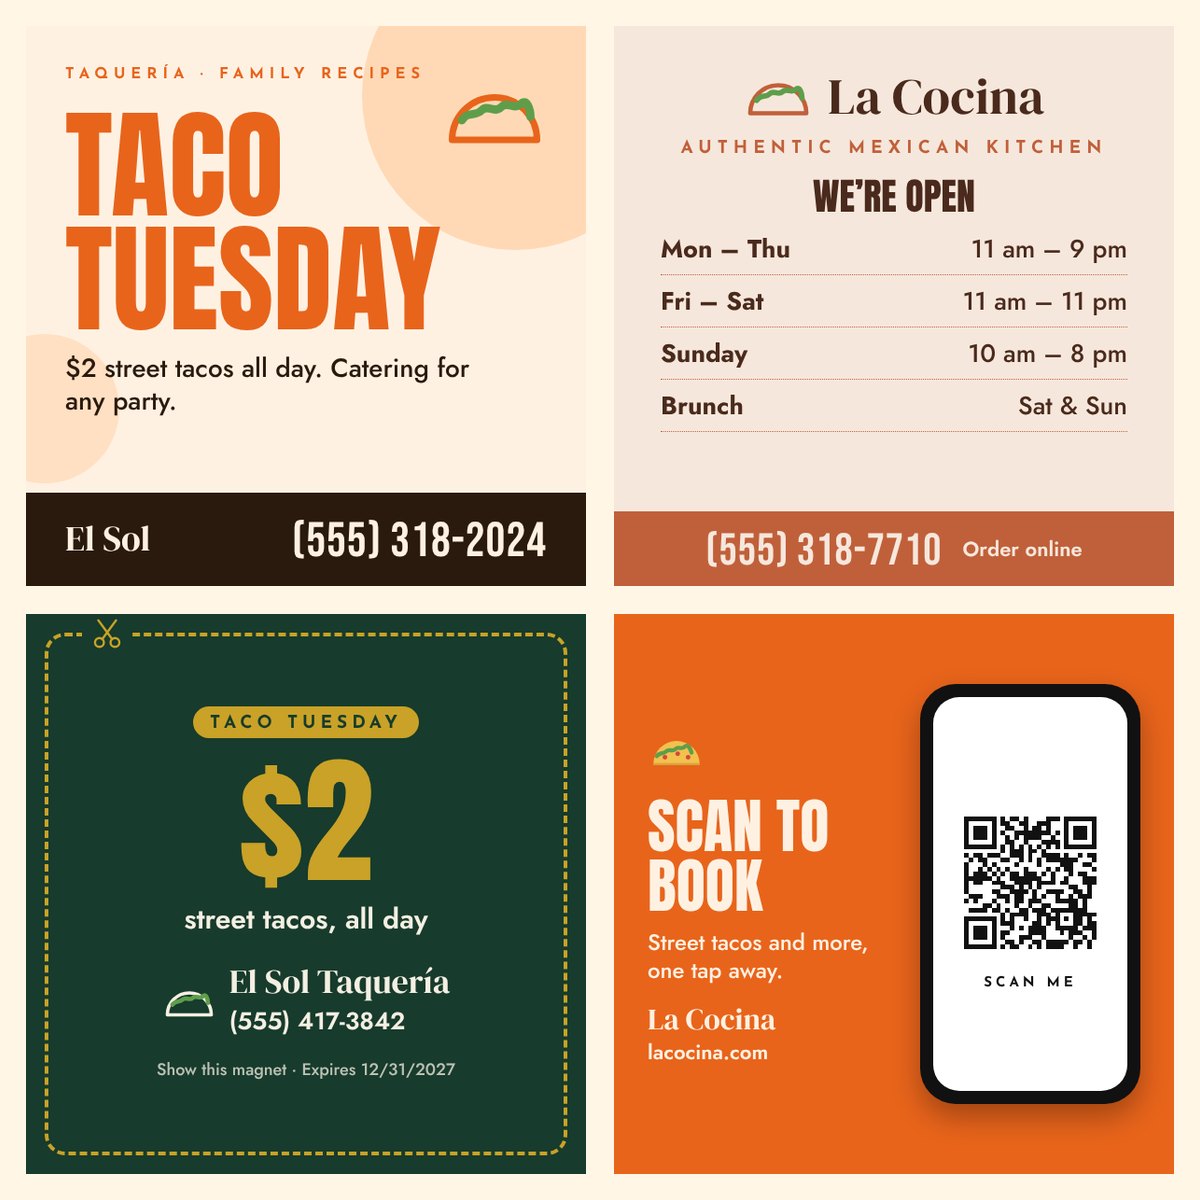 TAQUERÍA · FAMILY RECIPES
TACO
TUESDAY
$2 street tacos all day. Catering for
any party.
El Sol
(555) 318-2024
La Cocina
AUTHENTIC MEXICAN KITCHEN
WE’RE OPEN
Mon – Thu 11 am – 9 pm
Fri – Sat 11 am – 11 pm
Sunday 10 am – 8 pm
Brunch Sat & Sun
(555) 318-7710 Order online
TACO TUESDAY
$2
street tacos, all day
El Sol Taquería
(555) 417-3842
Show this magnet · Expires 12/31/2027
SCAN TO
BOOK
Street tacos and more,
one tap away.
La Cocina
lacocina.com
SCAN ME